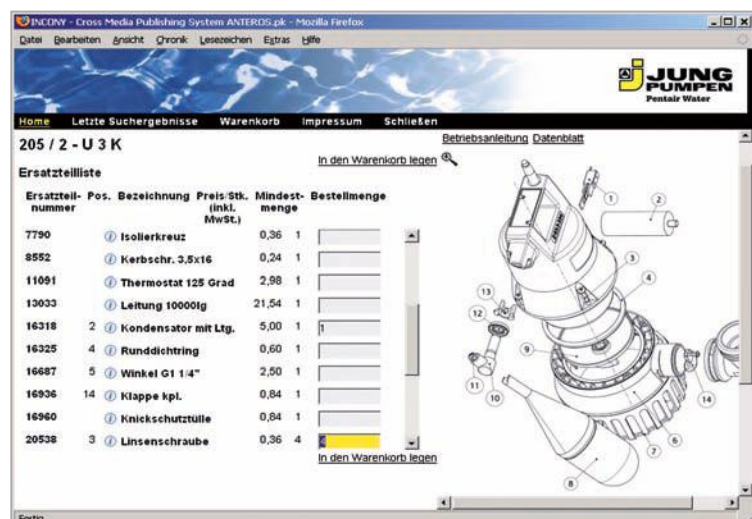 INCONY - Cross Media Publishing System ANTEROS.pk - Mozilla Firefox
Datei Bearbeiten Ansicht Chronik Lesezeichen Extras Hilfe
JUNG
PUMPEN
Pentair Water
Home Letzte Suchergebnisse Warenkorb Impressum Schließen
205 / 2 - U 3 K
Betriebsanleitung Datenblatt
In den Warenkorb legen
Ersatzteilliste
Ersatzteil- Pos. Bezeichnung Preis/Stk. Mindest- Bestellmenge
nummer (inkl. menge
MwSt.)
7790 i Isolierkreuz 0,36 1
8552 i Kerbschr. 3,5x16 0,24 1
11091 i Thermostat 125 Grad 2,98 1
13033 i Leitung 10000lg 21,54 1
16318 2 i Kondensator mit Ltg. 5,00 1 1
16325 4 i Runddichtring 0,60 1
16687 5 i Winkel G1 1/4" 2,50 1
16936 14 i Klappe kpl. 0,84 1
16960 i Knickschutztülle 0,84 1
20538 3 i Linsenschraube 0,36 4 4
In den Warenkorb legen
1
2
3
4
13
12
9
11
10
14
6
7
8
Fertig